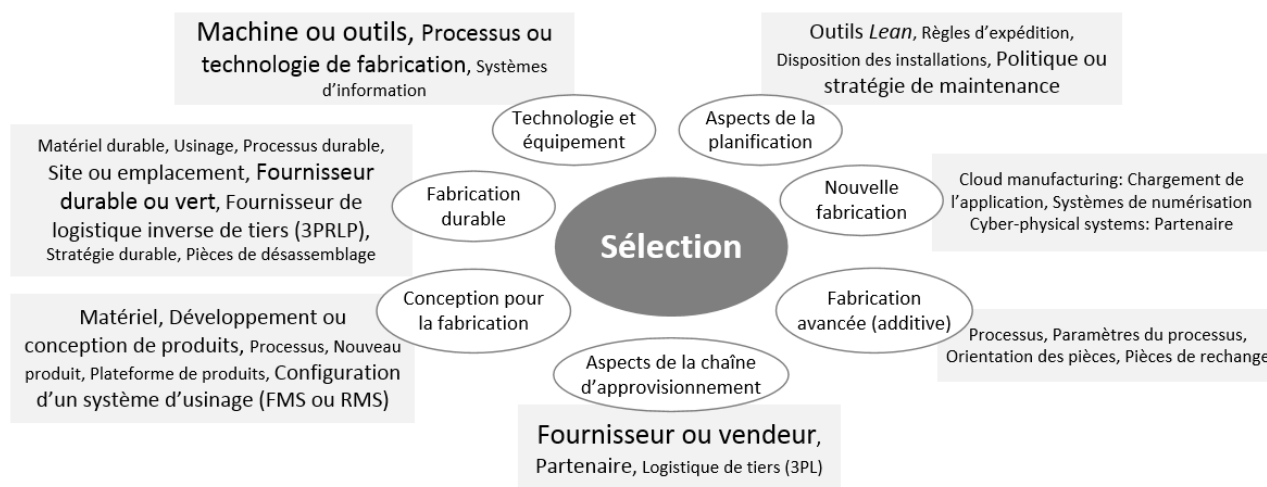 Machine ou outils, Processus ou
technologie de fabrication, Systèmes
d'information
Outils Lean, Règles d'expédition,
Disposition des installations, Politique ou
stratégie de maintenance
Technologie et
équipement
Aspects de la
planification
Matériel durable, Usinage, Processus durable,
Site ou emplacement, Fournisseur
durable ou vert, Fournisseur de
logistique inverse de tiers (3PRLP),
Stratégie durable, Pièces de désassemblage
Fabrication
durable
Nouvelle
fabrication
Cloud manufacturing: Chargement de
l'application, Systèmes de numérisation
Cyber-physical systems: Partenaire
Sélection
Matériel, Développement ou
conception de produits, Processus, Nouveau
produit, Plateforme de produits, Configuration
d'un système d'usinage (FMS ou RMS)
Conception pour
la fabrication
Fabrication
avancée (additive)
Processus, Paramètres du processus,
Orientation des pièces, Pièces de rechange
Aspects de la chaîne
d'approvisionnement
Fournisseur ou vendeur,
Partenaire, Logistique de tiers (3PL)